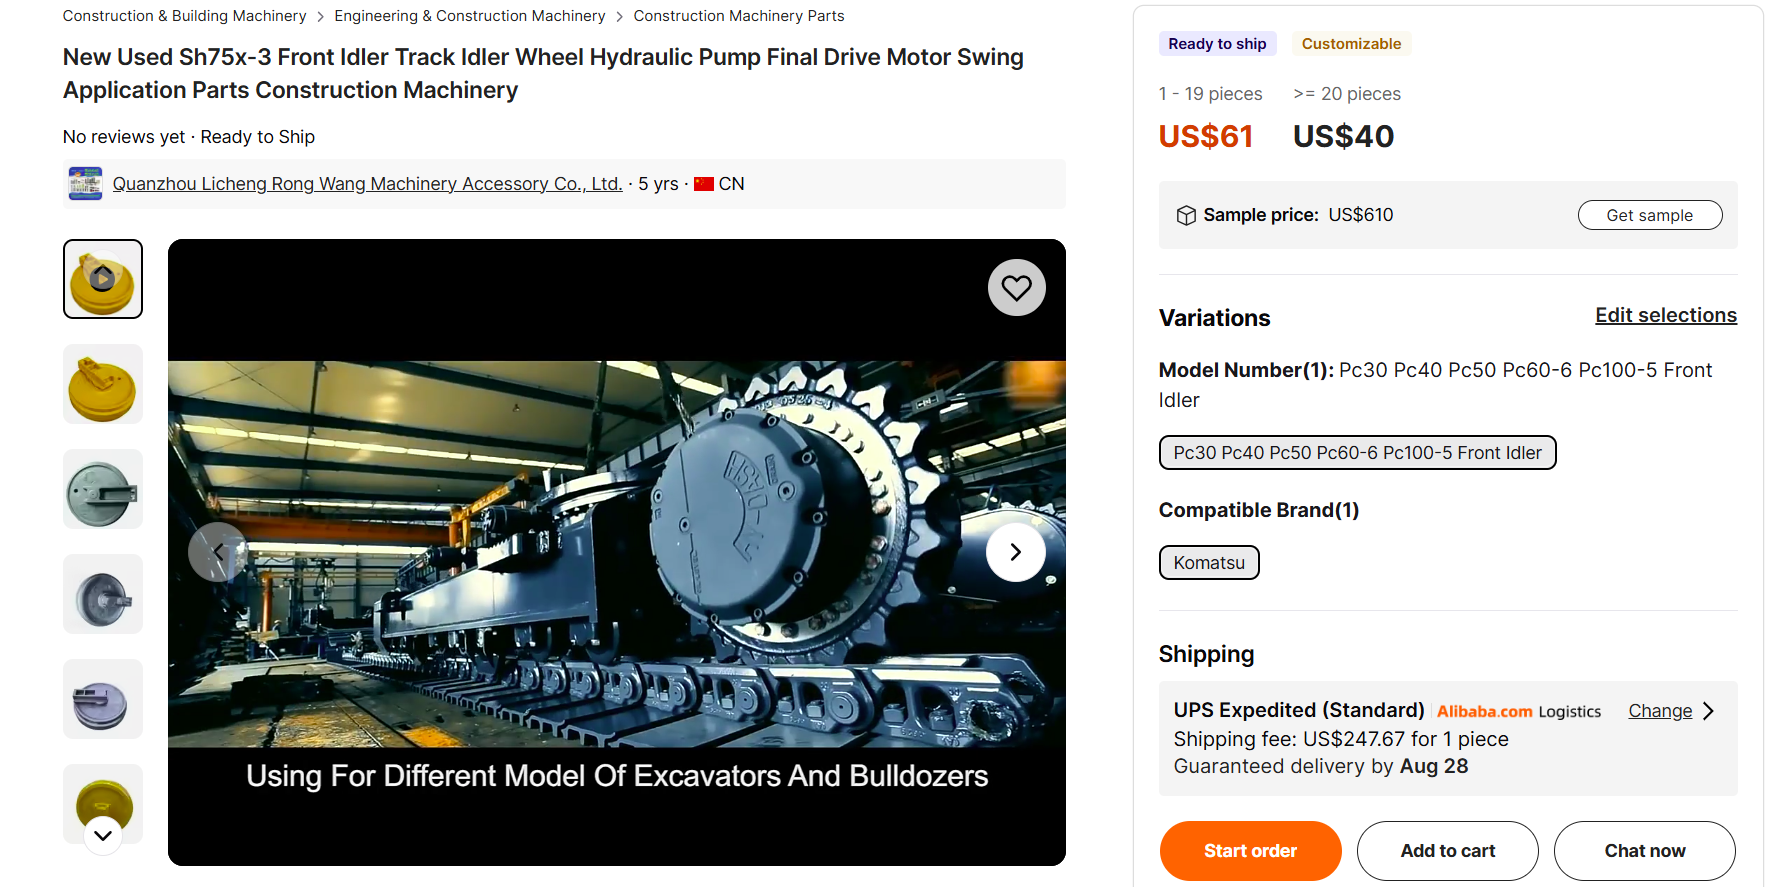 Construction & Building Machinery > Engineering & Construction Machinery > Construction Machinery Parts
New Used Sh75x-3 Front Idler Track Idler Wheel Hydraulic Pump Final Drive Motor Swing
Application Parts Construction Machinery
No reviews yet · Ready to Ship
Quanzhou Licheng Rong Wang Machinery Accessory Co., Ltd. · 5 yrs · CN
Using For Different Model Of Excavators And Bulldozers
Ready to ship Customizable
1 - 19 pieces >= 20 pieces
US$61 US$40
Sample price: US$610 Get sample
Variations Edit selections
Model Number(1): Pc30 Pc40 Pc50 Pc60-6 Pc100-5 Front
Idler
Pc30 Pc40 Pc50 Pc60-6 Pc100-5 Front Idler
Compatible Brand(1)
Komatsu
Shipping
UPS Expedited (Standard) Alibaba.com Logistics Change
Shipping fee: US$247.67 for 1 piece
Guaranteed delivery by Aug 28
Start order Add to cart Chat now